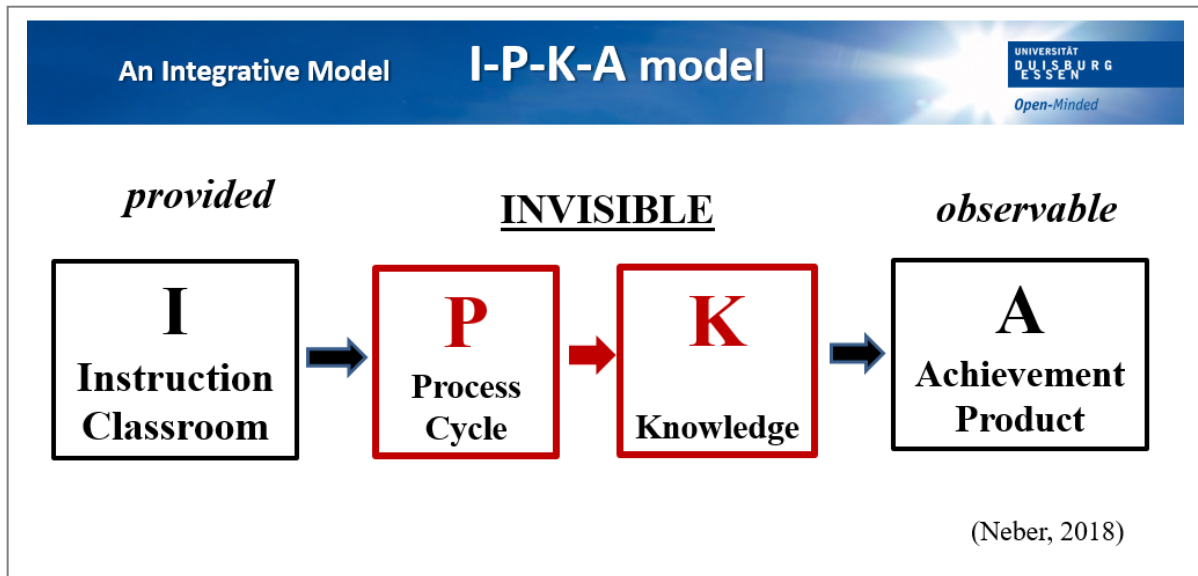 An Integrative Model I-P-K-A model
UNIVERSITÄT
DUISBURG
ESSEN
Open-Minded
provided
INVISIBLE
observable
I
Instruction
Classroom
P
Process
Cycle
K
Knowledge
A
Achievement
Product
(Neber, 2018)